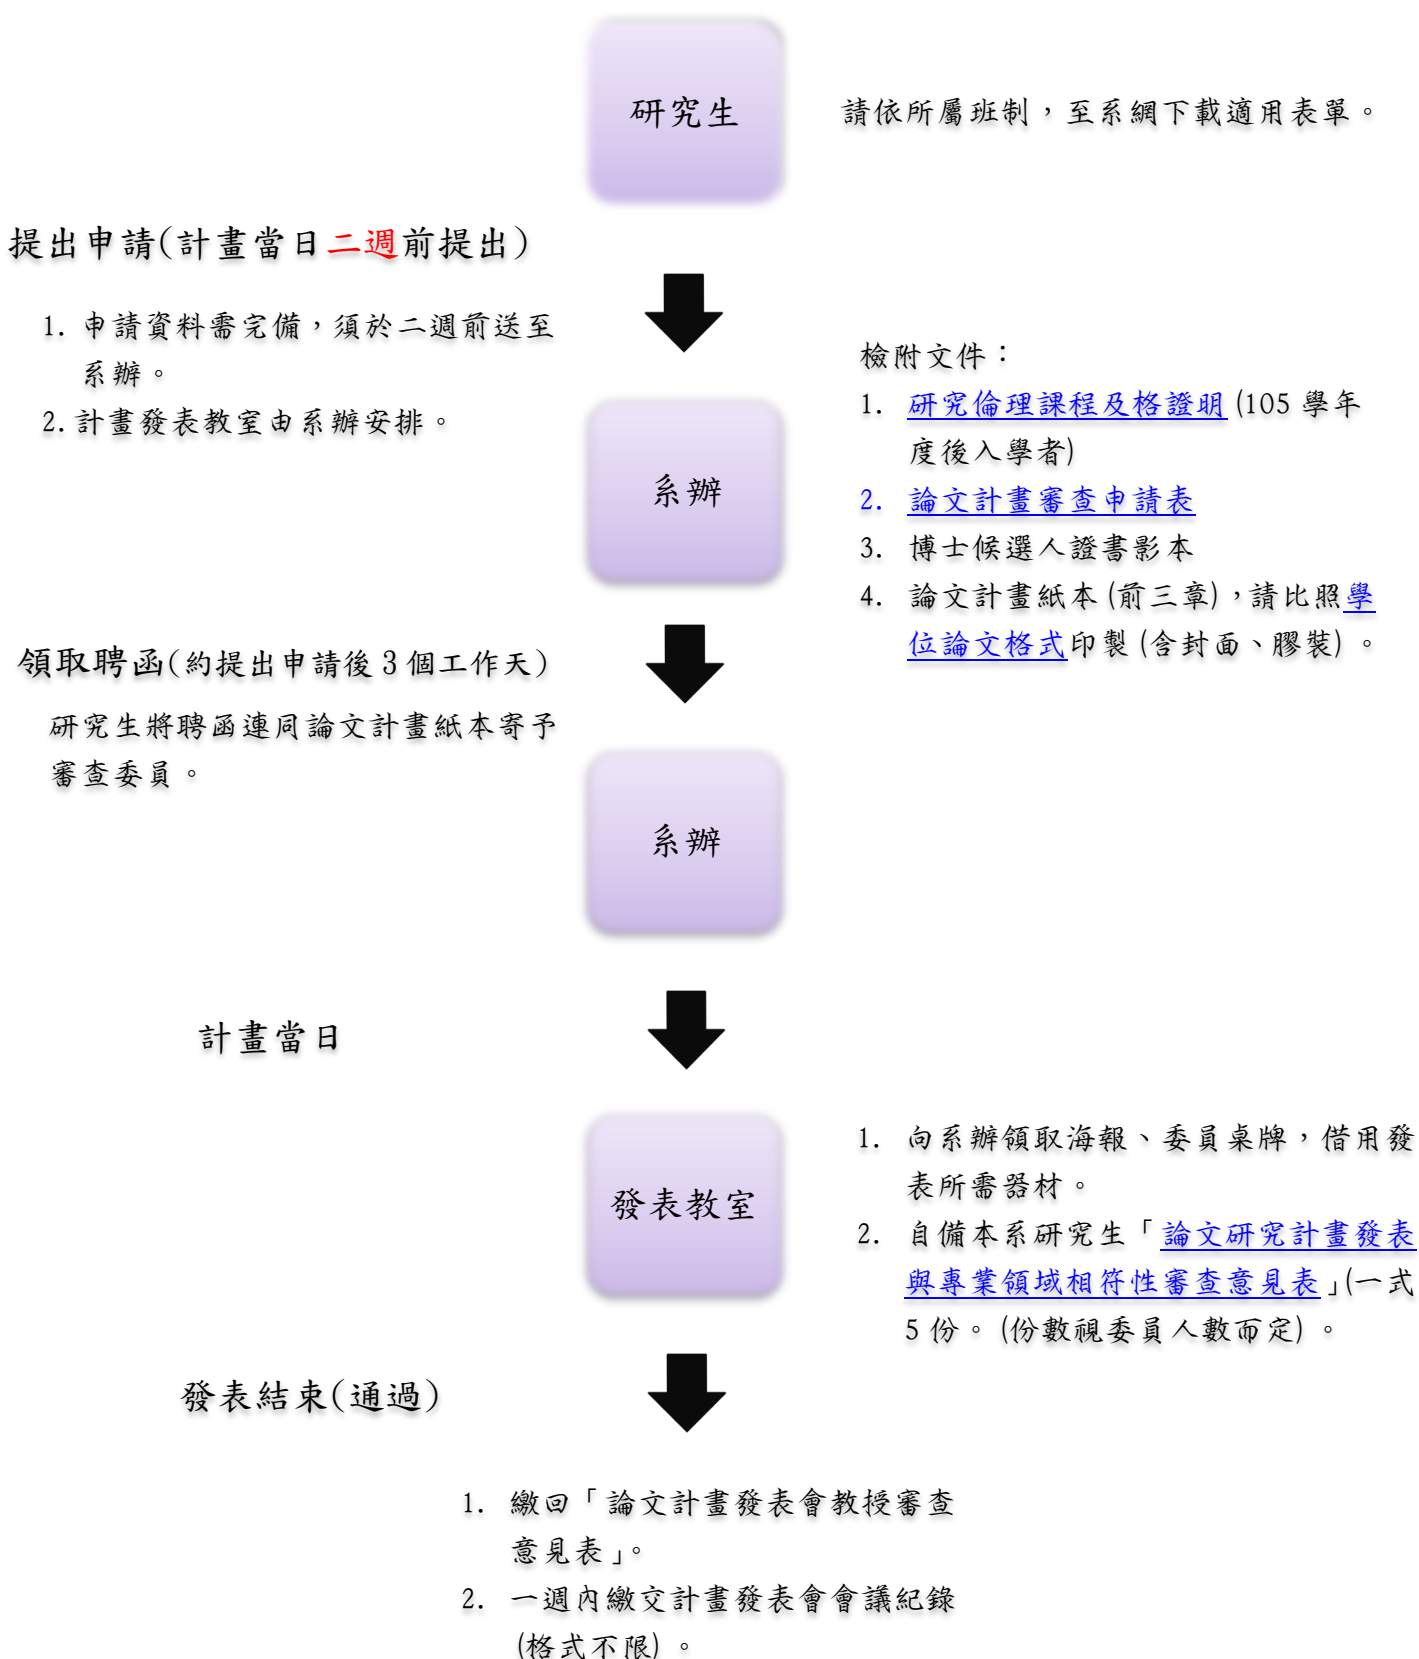 研究生
請依所屬班制，至系網下載適用表單。
提出申請(計畫當日二週前提出)
1. 申請資料需完備，須於二週前送至
系辦。
2. 計畫發表教室由系辦安排。
系辦
檢附文件：
1. 研究倫理課程及格證明(105 學年
度後入學者)
2. 論文計畫審查申請表
3. 博士候選人證書影本
4. 論文計畫紙本(前三章)，請比照學
位論文格式印製(含封面、膠裝)。
領取聘函(約提出申請後 3 個工作天)
研究生將聘函連同論文計畫紙本寄予
審查委員。
系辦
計畫當日
發表教室
1. 向系辦領取海報、委員桌牌，借用發
表所需器材。
2. 自備本系研究生「論文研究計畫發表
與專業領域相符性審查意見表」(一式
5 份。(份數視委員人數而定)。
發表結束(通過)
1. 繳回「論文計畫發表會教授審查
意見表」。
2. 一週內繳交計畫發表會會議紀錄
(格式不限)。